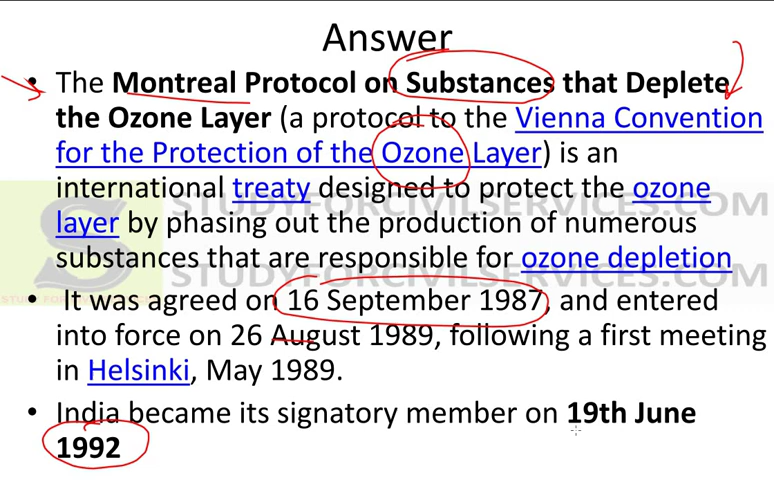 Answer
• The Montreal Protocol on Substances that Deplete
the Ozone Layer (a protocol to the Vienna Convention
for the Protection of the Ozone Layer) is an
international treaty designed to protect the ozone
layer by phasing out the production of numerous
substances that are responsible for ozone depletion
• It was agreed on 16 September 1987, and entered
into force on 26 August 1989, following a first meeting
in Helsinki, May 1989.
• India became its signatory member on 19th June
1992
STUDYFORCIVILSERVICES.COM
STUDYFORCIVILSERVICES.COM